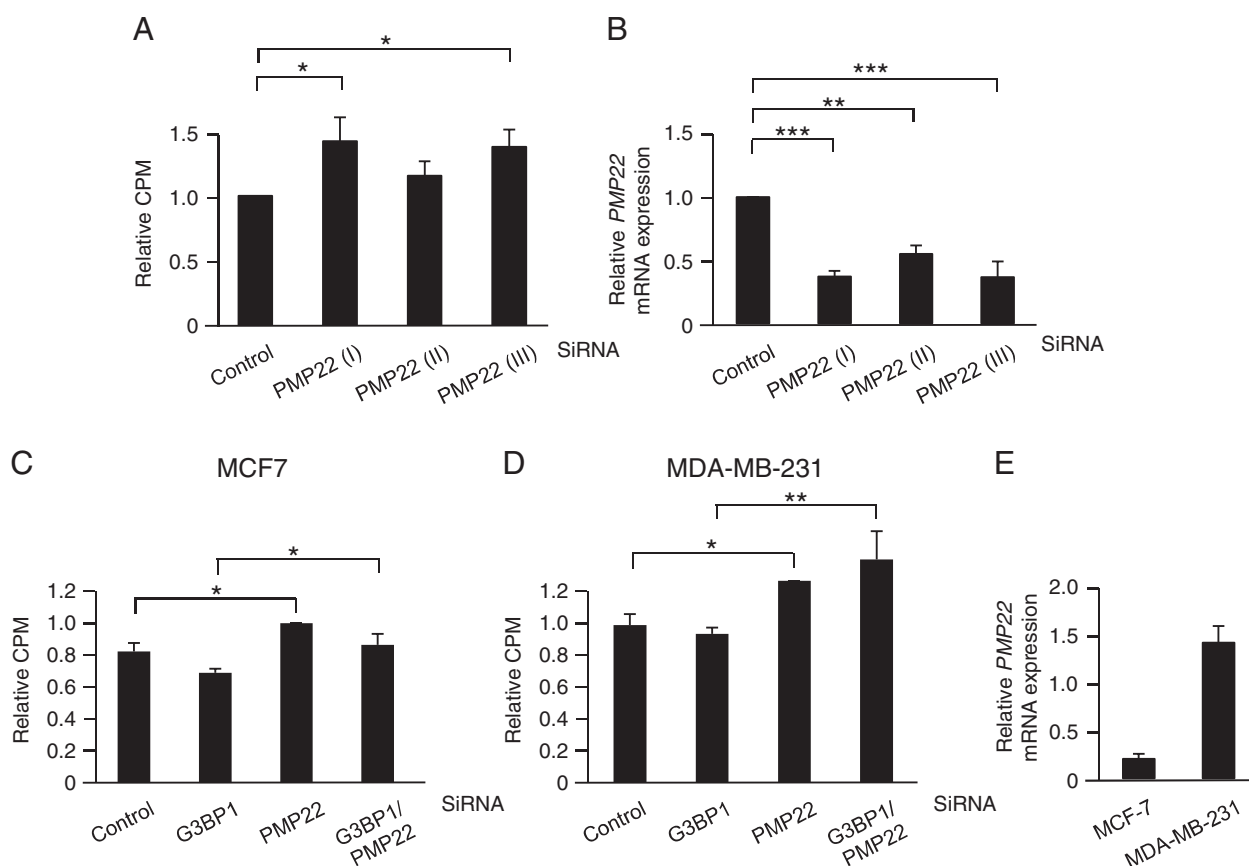 A
*
*
Relative CPM
1.5
1.0
0.5
0
Control
PMP22 (I)
PMP22 (II)
PMP22 (III)
SiRNA
B
***
**
***
Relative PMP22
mRNA expression
1.5
1.0
0.5
0
Control
PMP22 (I)
PMP22 (II)
PMP22 (III)
SiRNA
C
MCF7
*
*
Relative CPM
1.2
1.0
0.8
0.6
0.4
0.2
0
Control
G3BP1
PMP22
G3BP1/
PMP22
SiRNA
D
MDA-MB-231
**
*
Relative CPM
1.2
1.0
0.8
0.6
0.4
0.2
0
Control
G3BP1
PMP22
G3BP1/
PMP22
SiRNA
E
Relative PMP22
mRNA expression
2.0
1.5
1.0
0.5
0
MCF-7
MDA-MB-231